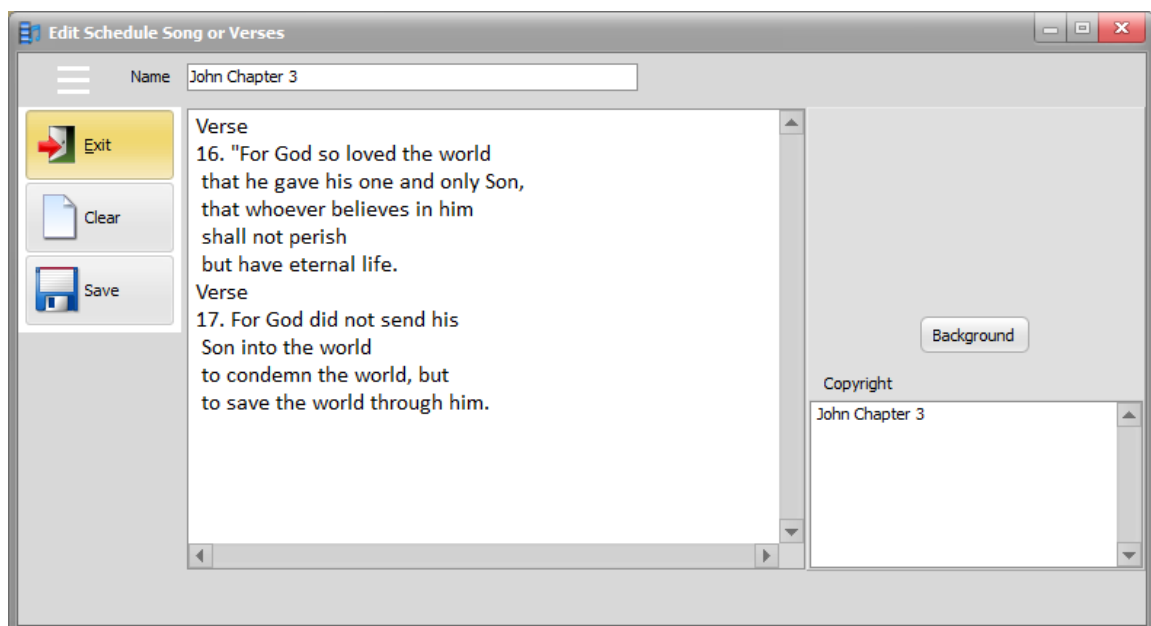 Edit Schedule Song or Verses
Name John Chapter 3
Exit
Clear
Save
Verse
16. "For God so loved the world
that he gave his one and only Son,
that whoever believes in him
shall not perish
but have eternal life.
Verse
17. For God did not send his
Son into the world
to condemn the world, but
to save the world through him.
Background
Copyright
John Chapter 3